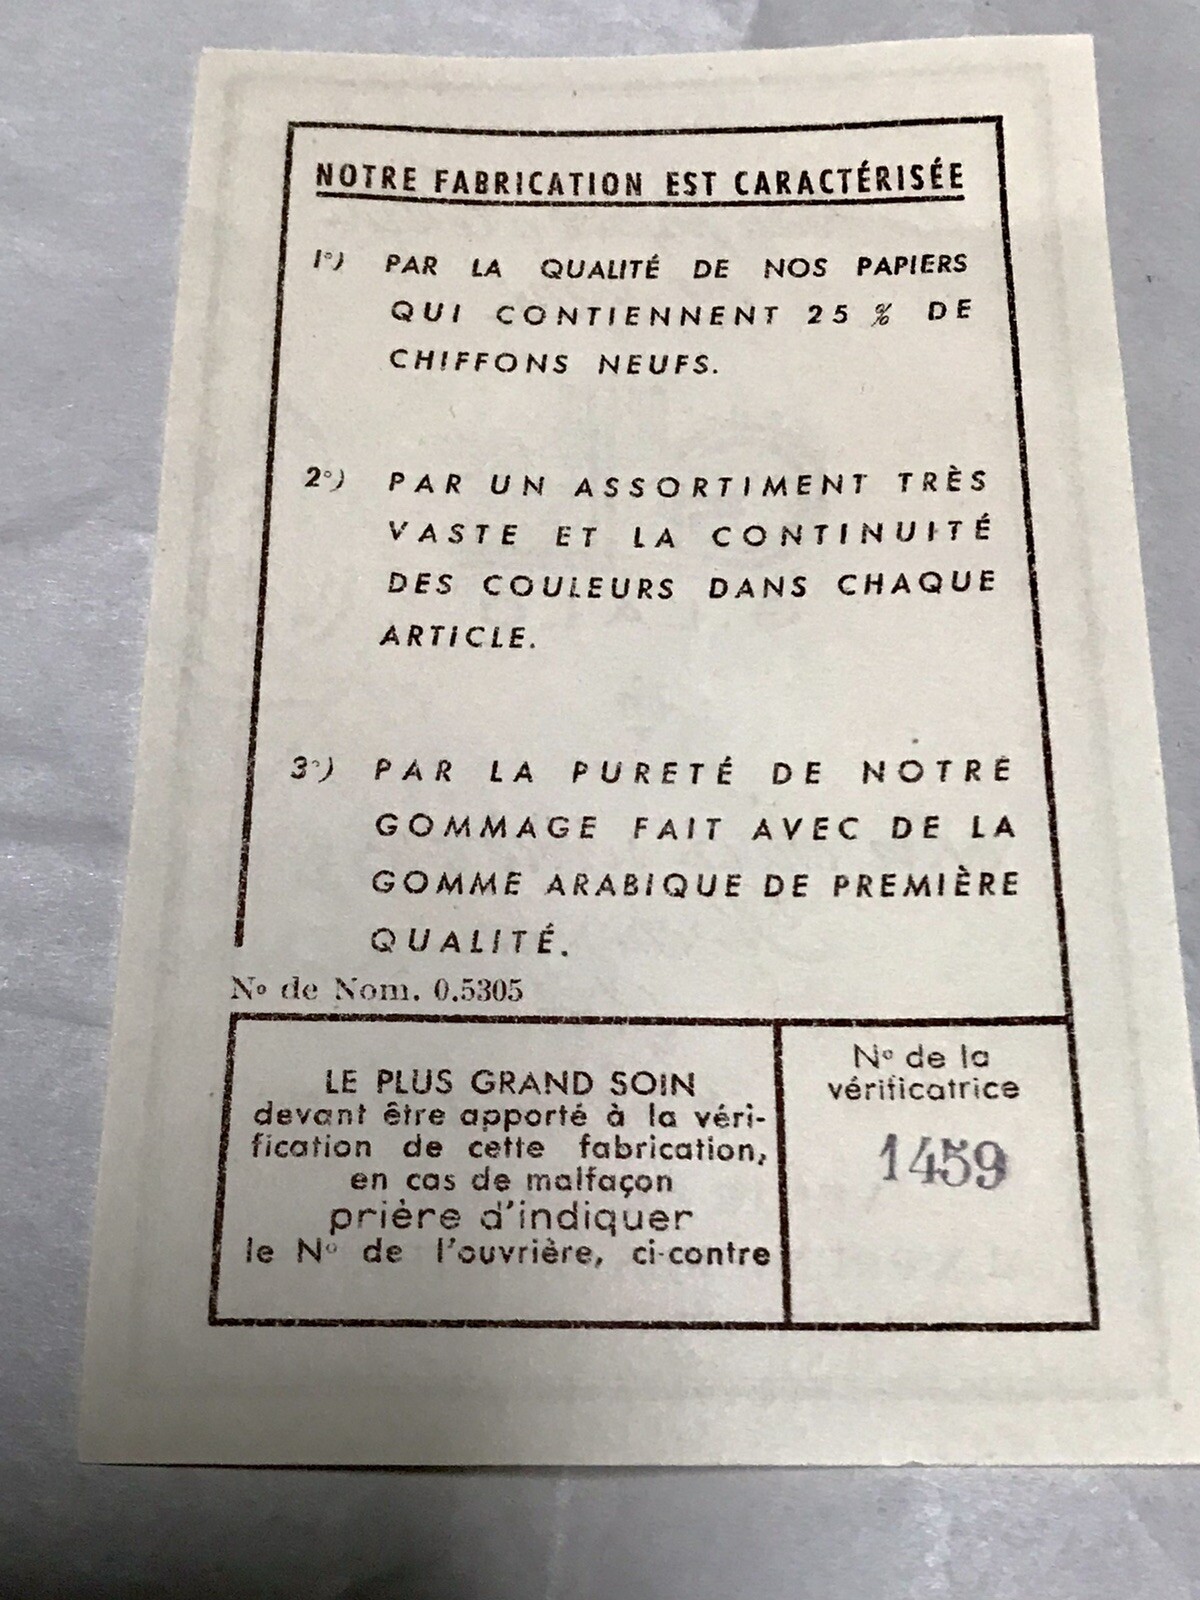 NOTRE FABRICATION EST CARACTÉRISÉE
1°) PAR LA QUALITÉ DE NOS PAPIERS
QUI CONTIENNENT 25 % DE
CHIFFONS NEUFS.
2°) PAR UN ASSORTIMENT TRÈS
VASTE ET LA CONTINUITÉ
DES COULEURS DANS CHAQUE
ARTICLE.
3°) PAR LA PURETÉ DE NOTRE
GOMMAGE FAIT AVEC DE LA
GOMME ARABIQUE DE PREMIÈRE
QUALITÉ.
Nº de Nom. 0.5305
LE PLUS GRAND SOIN
devant être apporté à la véri-
fication de cette fabrication,
en cas de malfaçon
prière d'indiquer
le Nº de l'ouvrière, ci-contre
Nº de la
vérificatrice
1459